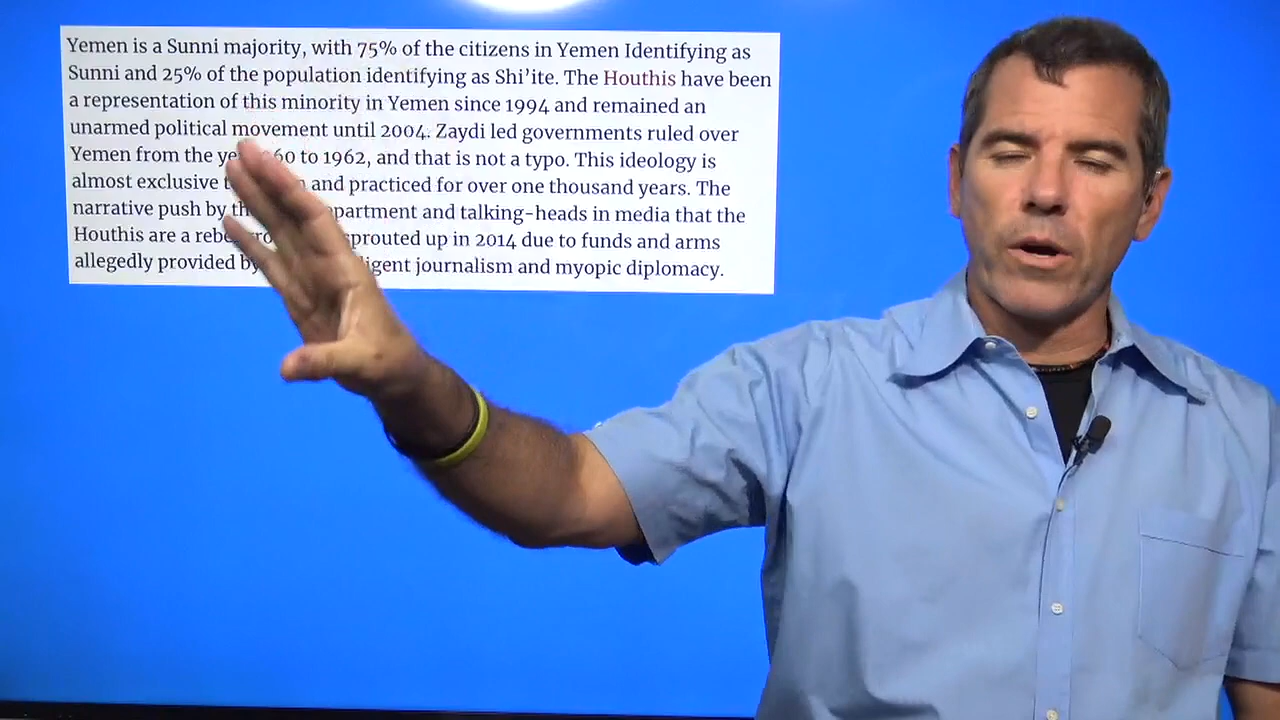 Yemen is a Sunni majority, with 75% of the citizens in Yemen Identifying as
Sunni and 25% of the population identifying as Shi'ite. The Houthis have been
a representation of this minority in Yemen since 1994 and remained an
unarmed political movement until 2004. Zaydi led governments ruled over
Yemen from the 60 to 1962, and that is not a typo. This ideology is
almost exclusive and practiced for over one thousand years. The
narrative push by and talking-heads in media that the
Houthis are a sprouted up in 2014 due to funds and arms
allegedly provided by journalism and myopic diplomacy.